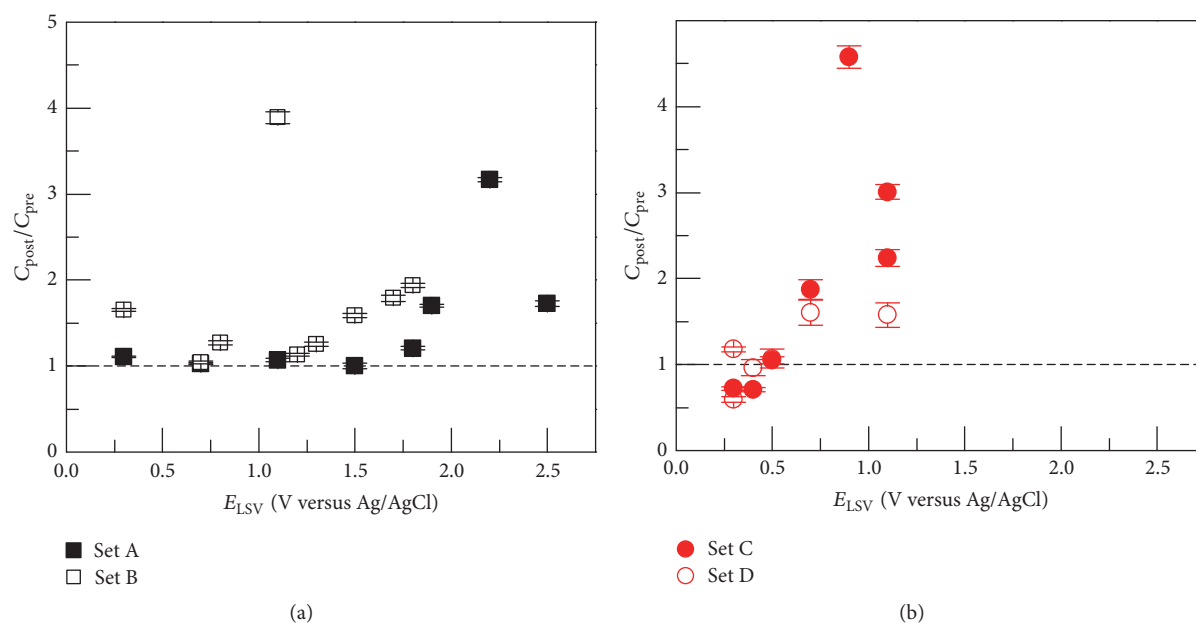 5
4
3
2
1
0
C_post/C_pre
0.0 0.5 1.0 1.5 2.0 2.5
E_LSV (V versus Ag/AgCl)
Set A
Set B
(a)
5
4
3
2
1
0
C_post/C_pre
0.0 0.5 1.0 1.5 2.0 2.5
E_LSV (V versus Ag/AgCl)
Set C
Set D
(b)